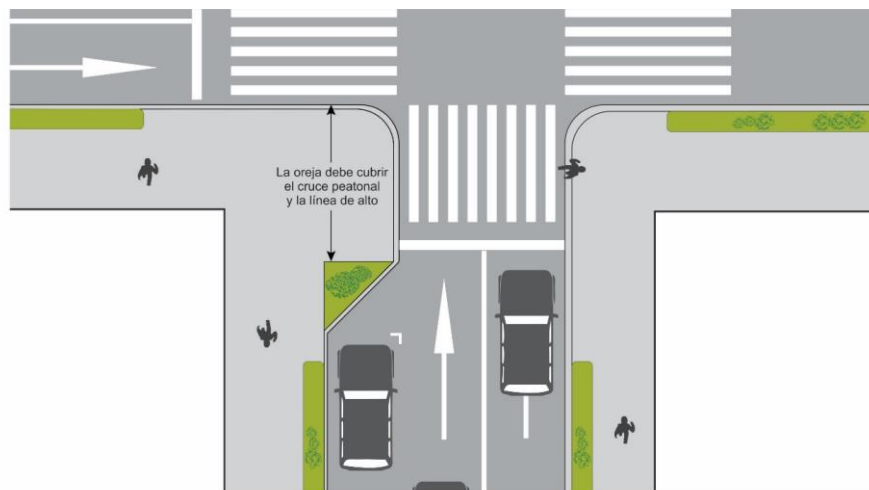 La oreja debe cubrir
el cruce peatonal
y la línea de alto